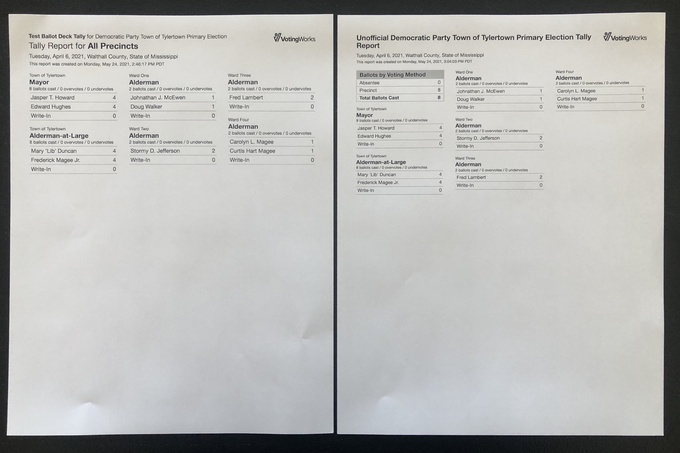 Test Ballot Deck Tally for Democratic Party Town of Tylertown Primary Election
Tally Report for All Precincts
Tuesday, April 6, 2021, Walthall County, State of Mississippi
This report was created on Monday, May 24, 2021, 2:46:17 PM PDT
VotingWorks
Town of Tylertown
Mayor
8 ballots cast / 0 overvotes / 0 undervotes
Jasper T. Howard 4
Edward Hughes 4
Write-In 0
Town of Tylertown
Alderman-at-Large
8 ballots cast / 0 overvotes / 0 undervotes
Mary 'Lib' Duncan 4
Frederick Magee Jr. 4
Write-In 0
Ward One
Alderman
2 ballots cast / 0 overvotes / 0 undervotes
Johnathan J. McEwen 1
Doug Walker 1
Write-In 0
Ward Two
Alderman
2 ballots cast / 0 overvotes / 0 undervotes
Stormy D. Jefferson 2
Write-In 0
Ward Three
Alderman
2 ballots cast / 0 overvotes / 0 undervotes
Fred Lambert 2
Write-In 0
Ward Four
Alderman
2 ballots cast / 0 overvotes / 0 undervotes
Carolyn L. Magee 1
Curtis Hart Magee 1
Write-In 0
Unofficial Democratic Party Town of Tylertown Primary Election Tally
Report
Tuesday, April 6, 2021, Walthall County, State of Mississippi
This report was created on Monday, May 24, 2021, 3:04:00 PM PDT
VotingWorks
Ballots by Voting Method
Absentee 0
Precinct 8
Total Ballots Cast 8
Town of Tylertown
Mayor
8 ballots cast / 0 overvotes / 0 undervotes
Jasper T. Howard 4
Edward Hughes 4
Write-In 0
Town of Tylertown
Alderman-at-Large
8 ballots cast / 0 overvotes / 0 undervotes
Mary 'Lib' Duncan 4
Frederick Magee Jr. 4
Write-In 0
Ward One
Alderman
2 ballots cast / 0 overvotes / 0 undervotes
Johnathan J. McEwen 1
Doug Walker 1
Write-In 0
Ward Two
Alderman
2 ballots cast / 0 overvotes / 0 undervotes
Stormy D. Jefferson 2
Write-In 0
Ward Three
Alderman
2 ballots cast / 0 overvotes / 0 undervotes
Fred Lambert 2
Write-In 0
Ward Four
Alderman
2 ballots cast / 0 overvotes / 0 undervotes
Carolyn L. Magee 1
Curtis Hart Magee 1
Write-In 0